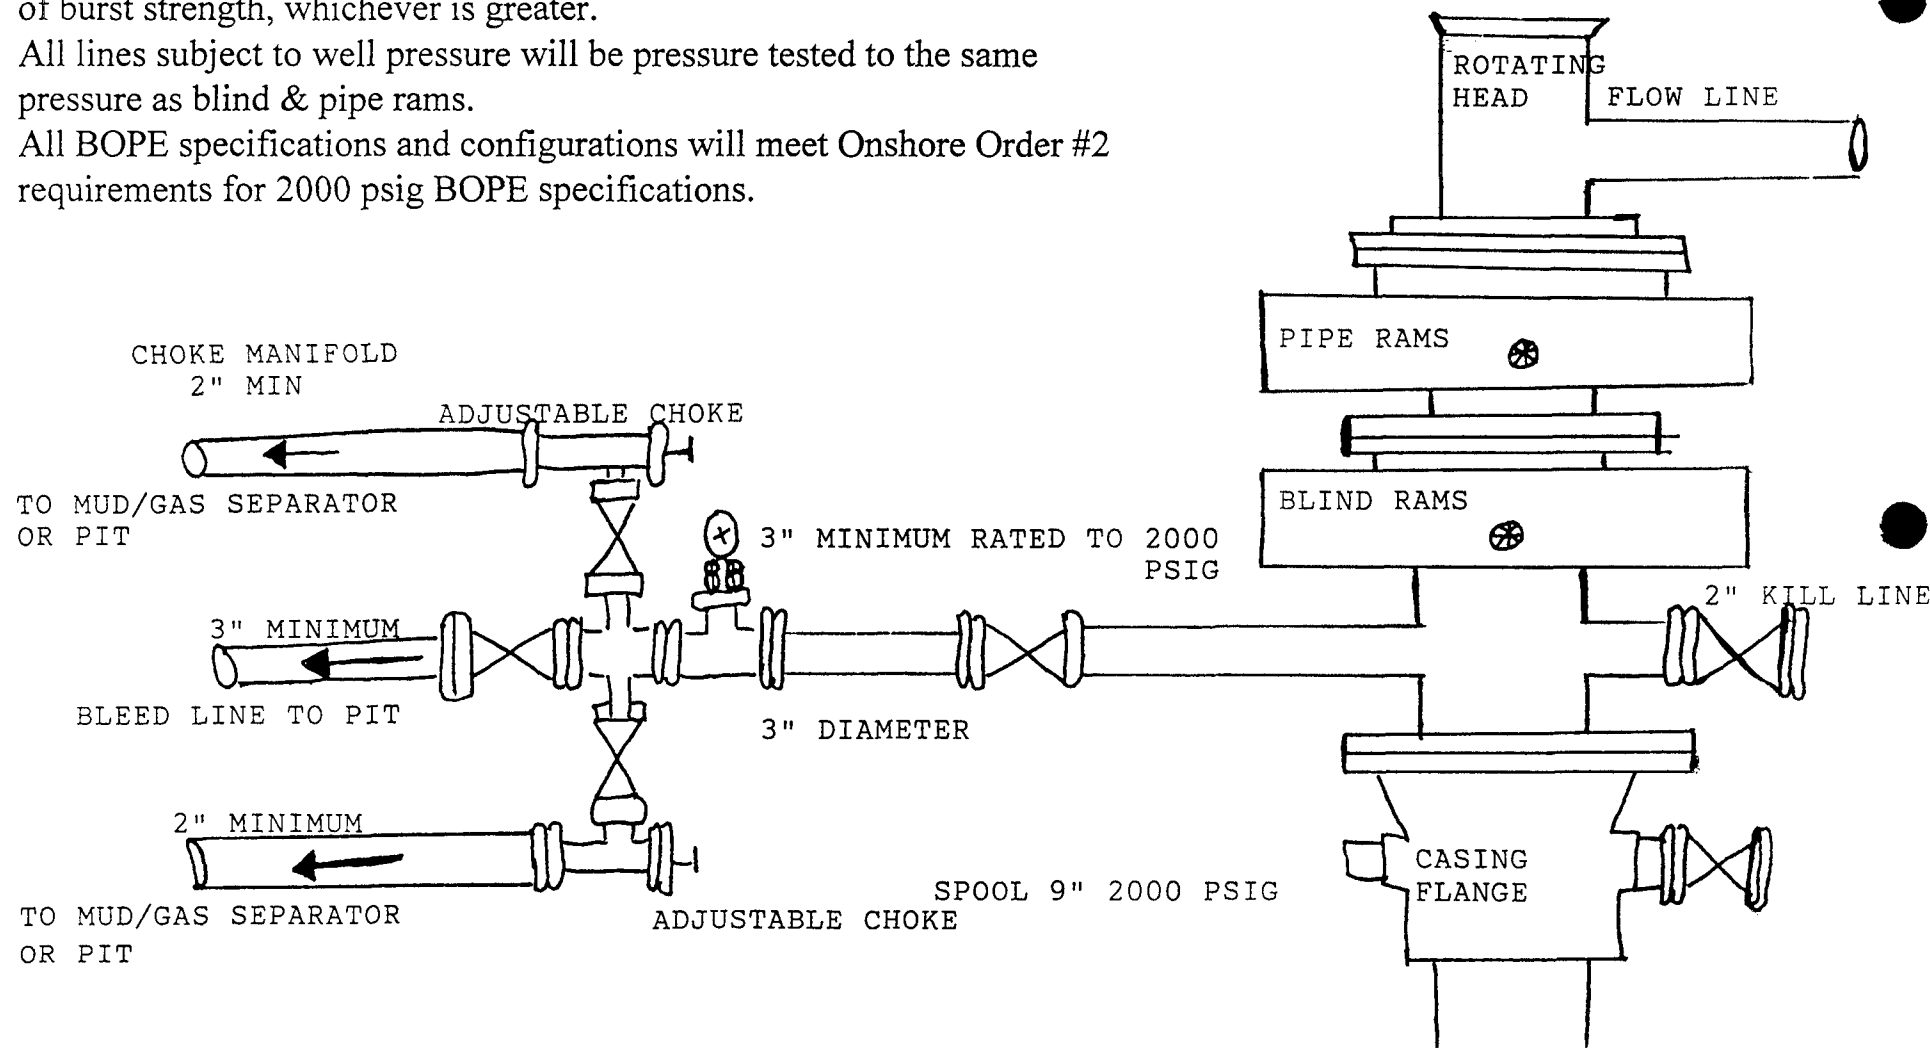 of burst strength, whichever is greater.
All lines subject to well pressure will be pressure tested to the same
pressure as blind & pipe rams.
All BOPE specifications and configurations will meet Onshore Order #2
requirements for 2000 psig BOPE specifications.
ROTATING
HEAD
FLOW LINE
PIPE RAMS
CHOKE MANIFOLD
2" MIN
ADJUSTABLE CHOKE
TO MUD/GAS SEPARATOR
OR PIT
BLIND RAMS
3" MINIMUM RATED TO 2000
PSIG
2" KILL LINE
3" MINIMUM
BLEED LINE TO PIT
3" DIAMETER
2" MINIMUM
CASING
FLANGE
SPOOL 9" 2000 PSIG
TO MUD/GAS SEPARATOR
OR PIT
ADJUSTABLE CHOKE